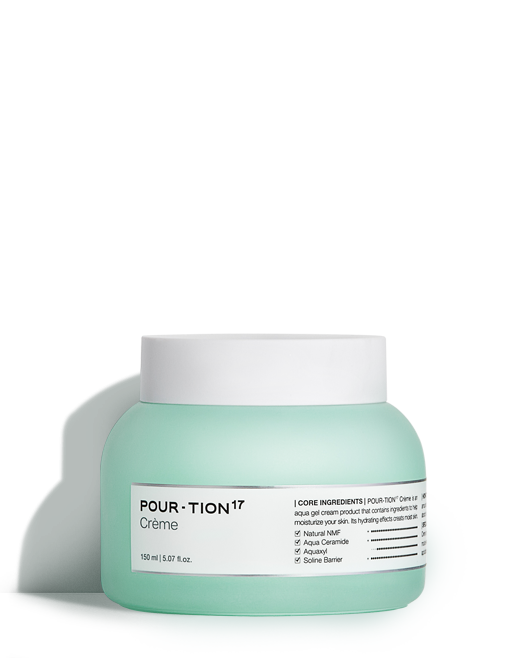 POUR・TION17
Crème
150 ml | 5.07 fl.oz.
| CORE INGREDIENTS | POUR-TION17 Crème is an
aqua gel cream product that contains ingredients to help
moisturize your skin. Its hydrating effects creats moist skin.
☑ Natural NMF
☑ Aqua Ceramide
☑ Aquaxyl
☑ Soline Barrier